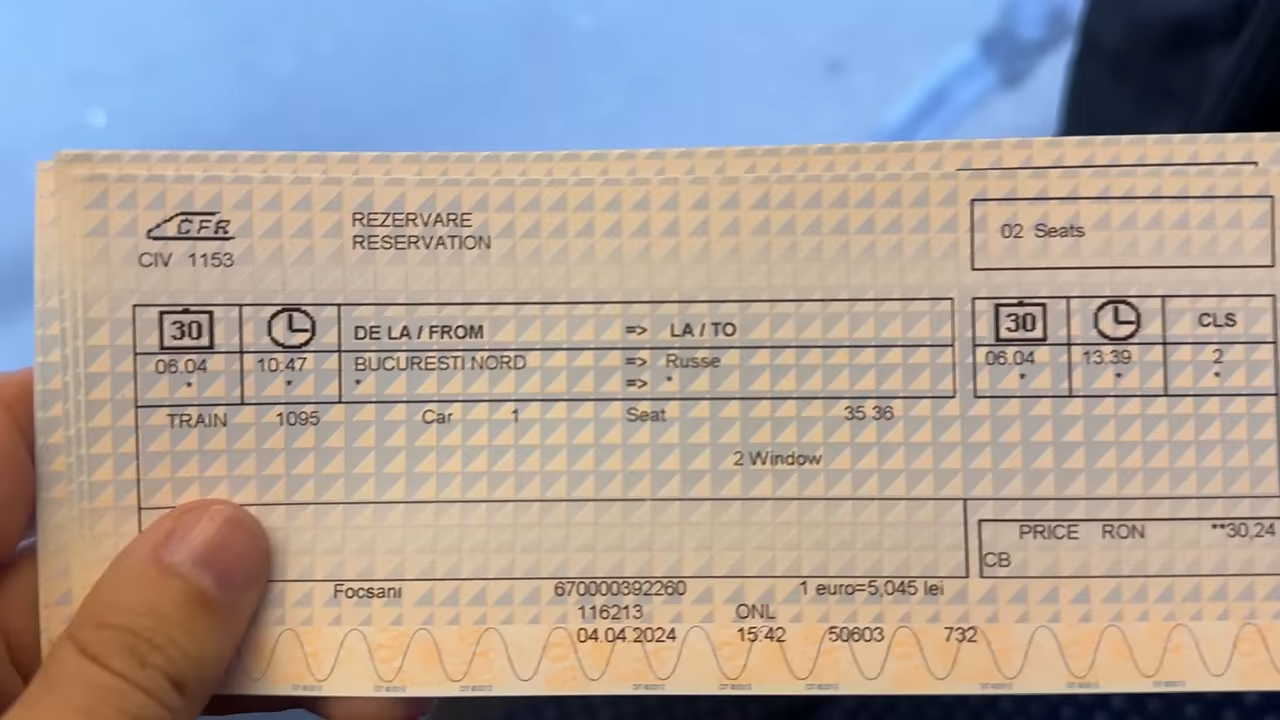 CFR
REZERVARE
RESERVATION
CIV 1153
02 Seats
30 DE LA / FROM => LA / TO 30 CLS
06.04 10:47 BUCURESTI NORD => Russe 06.04 13:39 2
* * * => * * * *
TRAIN 1095 Car 1 Seat 35 36
2 Window
PRICE RON **30,24
CB
Focsani 670000392260 1 euro=5,045 lei
116213 ONL
04.04.2024 15:42 50603 732